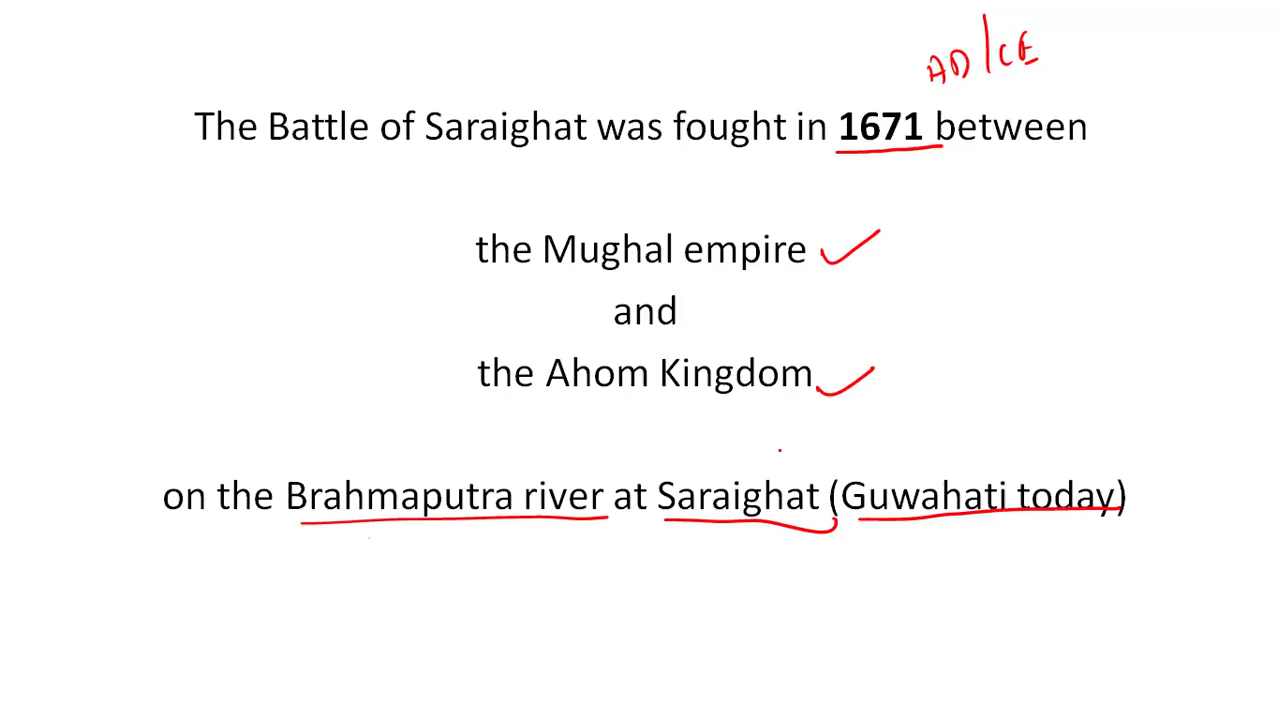 AD/CE
The Battle of Saraighat was fought in 1671 between
the Mughal empire
and
the Ahom Kingdom
on the Brahmaputra river at Saraighat (Guwahati today)